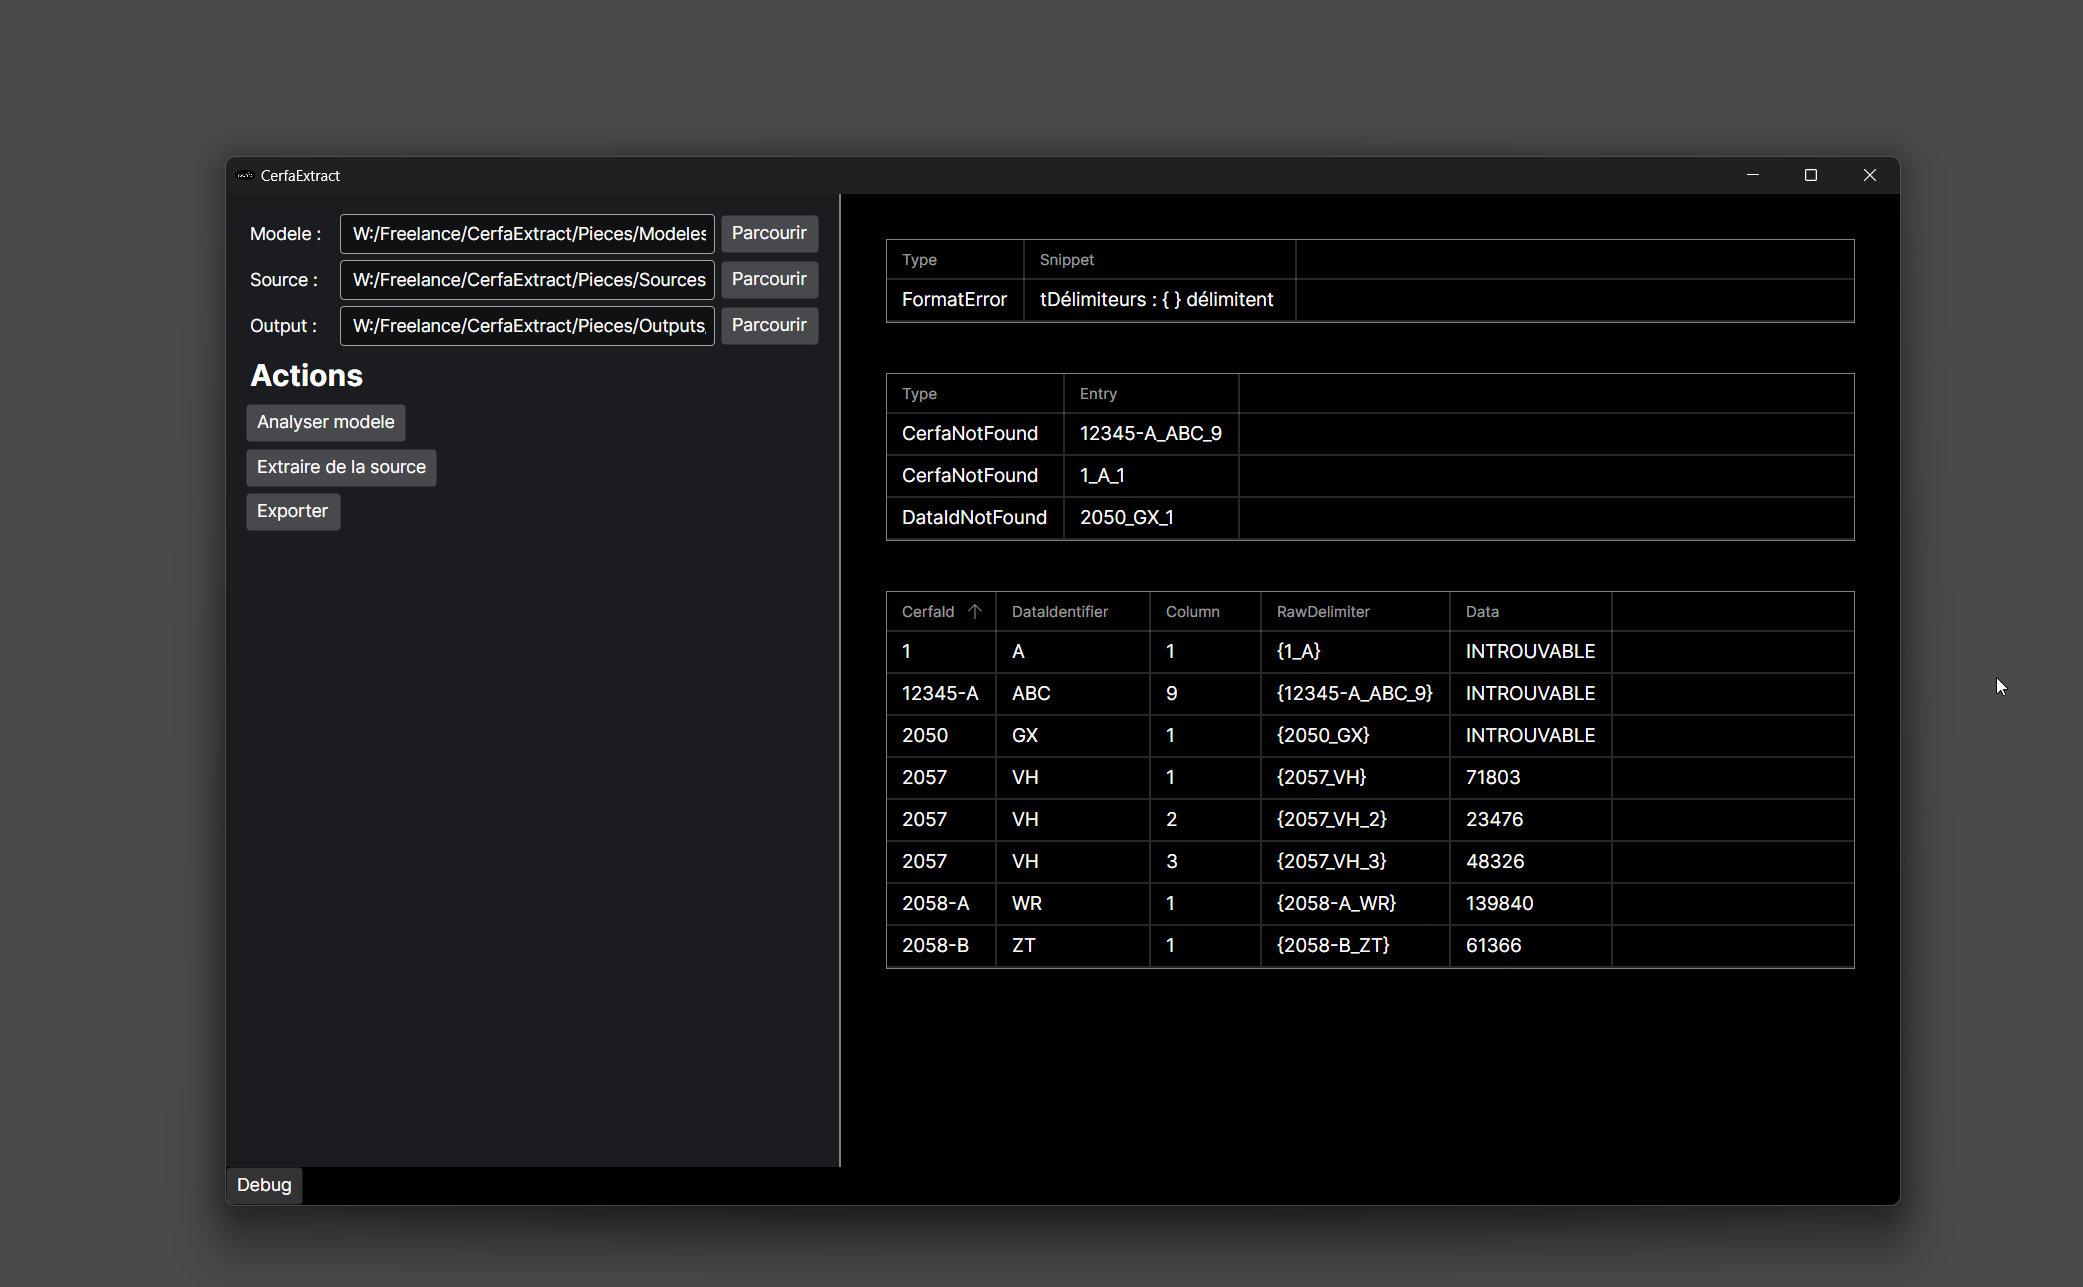 CerfaExtract
Modele :
W:/Freelance/CerfaExtract/Pieces/Modeles
Parcourir
Source :
W:/Freelance/CerfaExtract/Pieces/Sources
Parcourir
Output :
W:/Freelance/CerfaExtract/Pieces/Outputs
Parcourir
Actions
Analyser modele
Extraire de la source
Exporter
Type Snippet
FormatError tDélimiteurs : { } délimitent
Type Entry
CerfaNotFound 12345-A_ABC_9
CerfaNotFound 1_A_1
DataIdNotFound 2050_GX_1
CerfaId DataIdentifier Column RawDelimiter Data
1 A 1 {1_A} INTROUVABLE
12345-A ABC 9 {12345-A_ABC_9} INTROUVABLE
2050 GX 1 {2050_GX} INTROUVABLE
2057 VH 1 {2057_VH} 71803
2057 VH 2 {2057_VH_2} 23476
2057 VH 3 {2057_VH_3} 48326
2058-A WR 1 {2058-A_WR} 139840
2058-B ZT 1 {2058-B_ZT} 61366
Debug